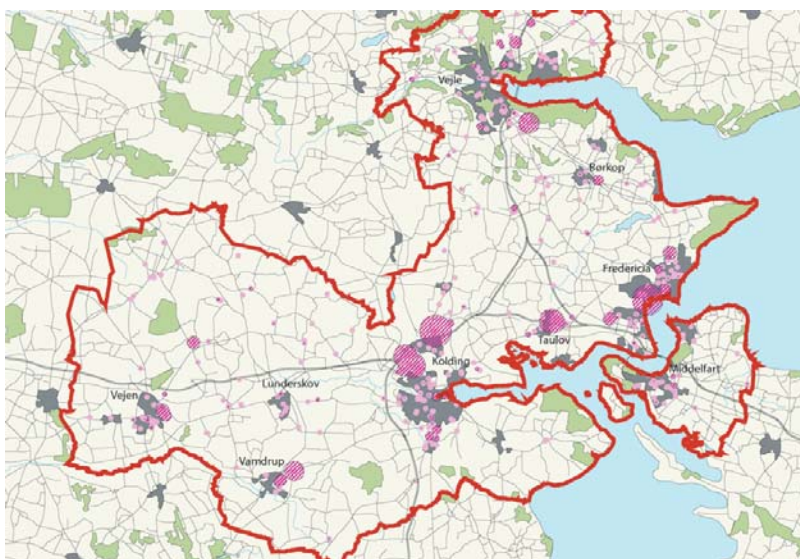 Vejle
Børkop
Fredericia
Taulov
Kolding
Middelfart
Lunderskov
Vejen
Vamdrup